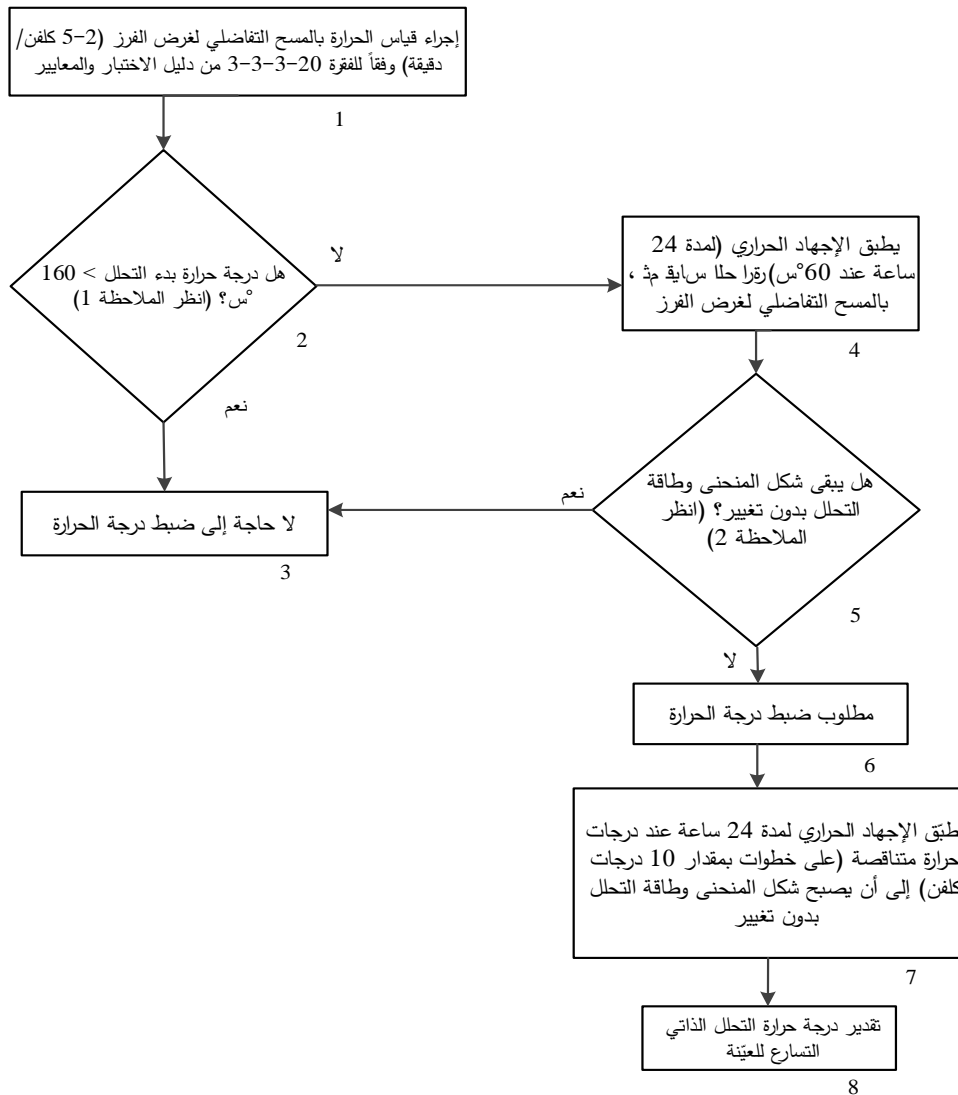 إجراء قياس الحرارة بالمسح التفاضلي لغرض الفرز (2-5 كلفن/
دقيقة) وفقاً للفقرة 20-3-3-3 من دليل الاختبار والمعايير
1
هل درجة حرارة بدء التحلل > 160
°س؟ (انظر الملاحظة 1)
2
لا
نعم
يطبق الإجهاد الحراري (لمدة 24
ساعة عند 60°س)
بالمسح التفاضلي لغرض الفرز
4
لا حاجة إلى ضبط درجة الحرارة
3
نعم
هل يبقى شكل المنحنى وطاقة
التحلل بدون تغيير؟ (انظر
الملاحظة 2)
5
لا
مطلوب ضبط درجة الحرارة
6
طبّق الإجهاد الحراري لمدة 24 ساعة عند درجات
حرارة متناقصة (على خطوات بمقدار 10 درجات
كلفن) إلى أن يصبح شكل المنحنى وطاقة التحلل
بدون تغيير
7
تقدير درجة حرارة التحلل الذاتي
التسارع للعيّنة
8